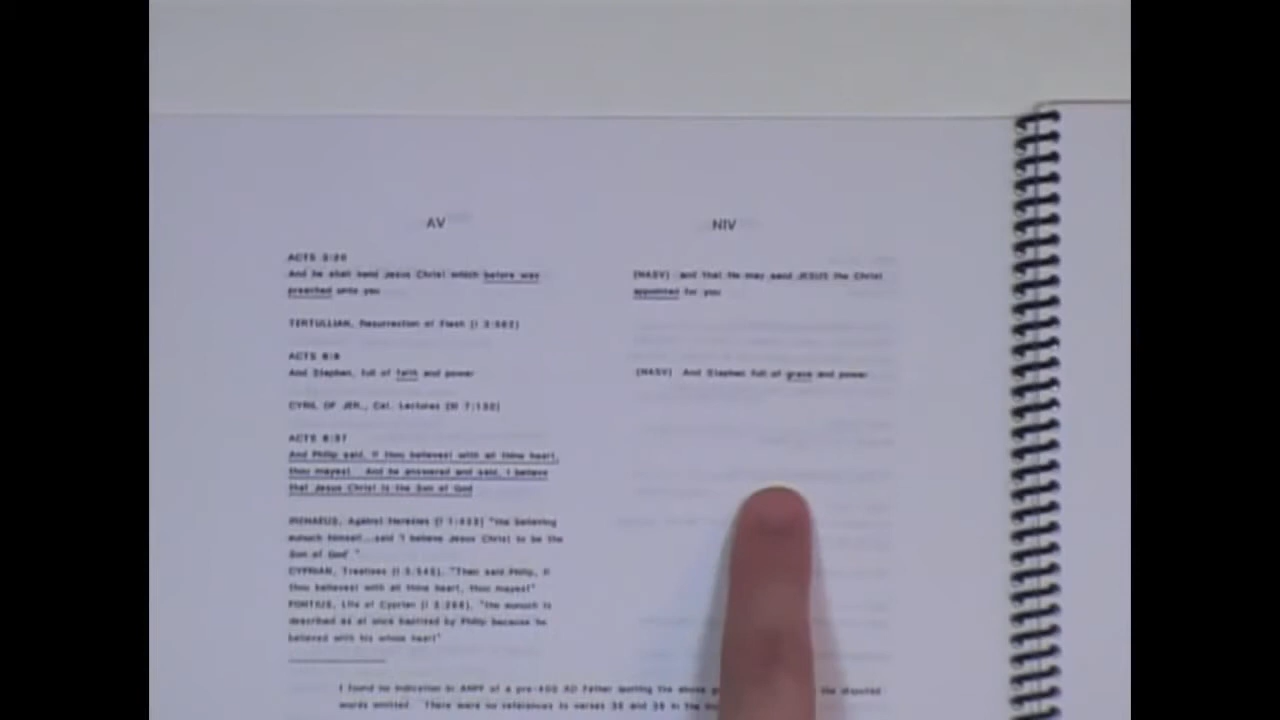 AV
NIV
ACTS 3:20
And he shall send Jesus Christ which before was
preached unto you
(NASV) and that He may send JESUS the Christ
appointed for you
TERTULLIAN, Resurrection of Flesh
ACTS 6:8
And Stephen, full of faith and power
(NASV) And Stephen full of grace and power
CYRIL OF JER., Cat. Lectures
ACTS 8:37
And Philip said, If thou believest with all thine heart,
thou mayest. And he answered and said, I believe
that Jesus Christ is the Son of God
IRENAEUS, Against Heresies "the believing
eunuch himself...said 'I believe Jesus Christ to be the
Son of God'"
CYPRIAN, Treatises "Then said Philip, If
thou believest with all thine heart, thou mayest"
PONTIUS, Life of Cyprian "the eunuch is
described as at once baptized by Philip because he
believed with his whole heart"
I found no indication in ANPF of a pre-400 AD Father quoting the above the disputed
words omitted. There were no references to verses 36 and 38 in the